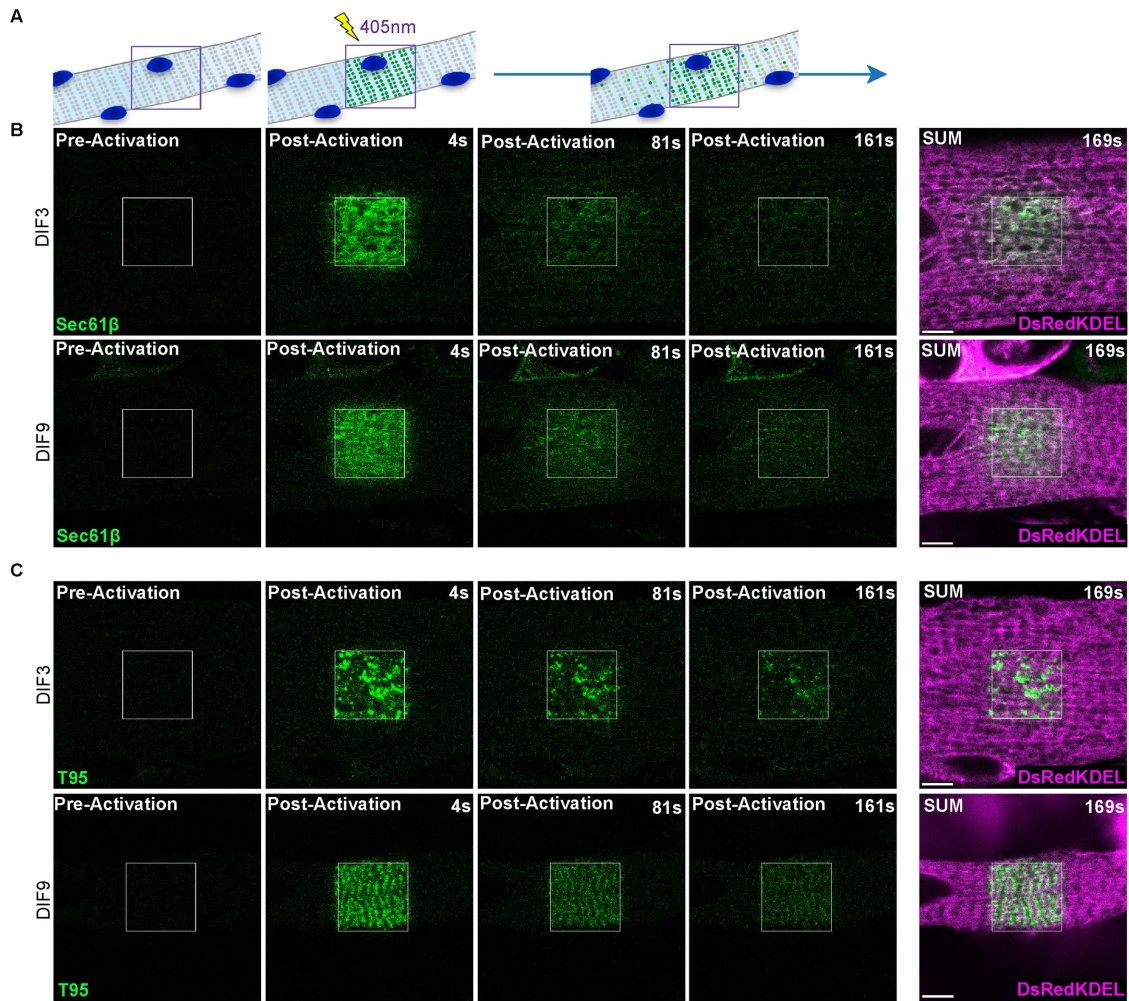 A
405nm
B
Pre-Activation
Post-Activation 4s
Post-Activation 81s
Post-Activation 161s
SUM 169s
DIF3
Sec61β
DsRedKDEL
Pre-Activation
Post-Activation 4s
Post-Activation 81s
Post-Activation 161s
SUM 169s
DIF9
Sec61β
DsRedKDEL
C
Pre-Activation
Post-Activation 4s
Post-Activation 81s
Post-Activation 161s
SUM 169s
DIF3
T95
DsRedKDEL
Pre-Activation
Post-Activation 4s
Post-Activation 81s
Post-Activation 161s
SUM 169s
DIF9
T95
DsRedKDEL